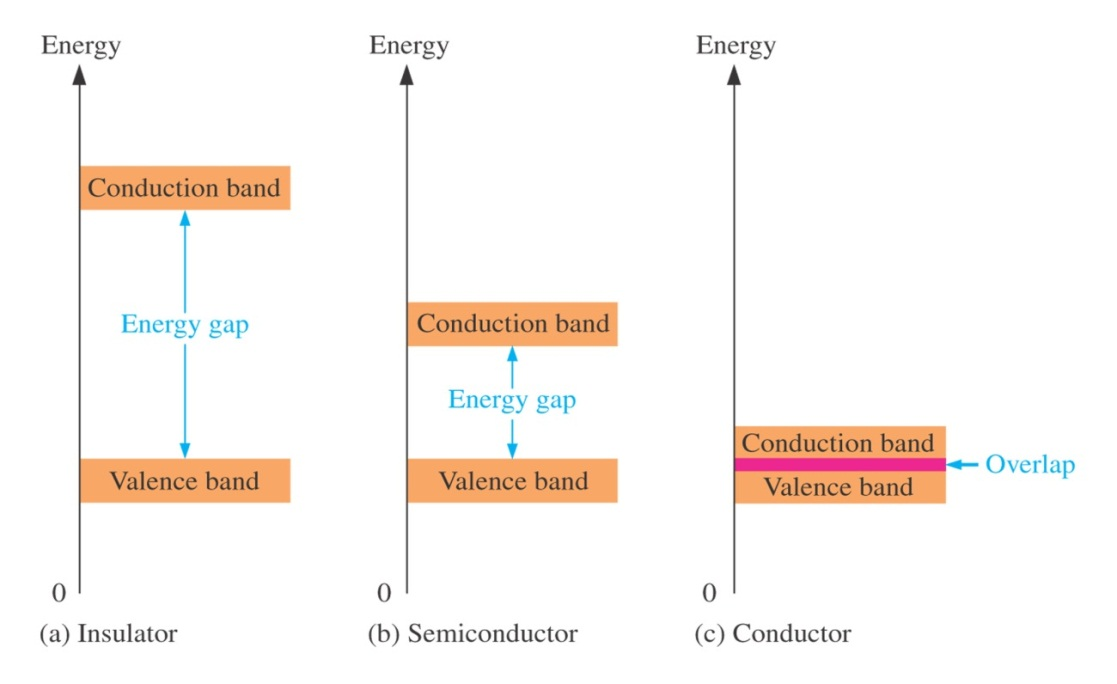 Energy
Conduction band
Energy gap
Valence band
0
(a) Insulator
Energy
Conduction band
Energy gap
Valence band
0
(b) Semiconductor
Energy
Conduction band
Overlap
Valence band
0
(c) Conductor